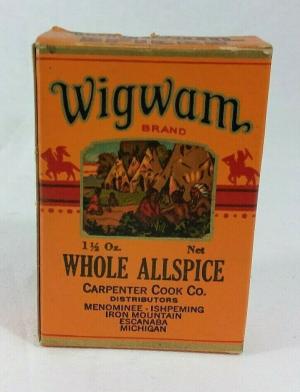 Wigwam
BRAND
1½ Oz. Net
WHOLE ALLSPICE
CARPENTER COOK CO.
DISTRIBUTORS
MENOMINEE - ISHPEMING
IRON MOUNTAIN
ESCANABA
MICHIGAN